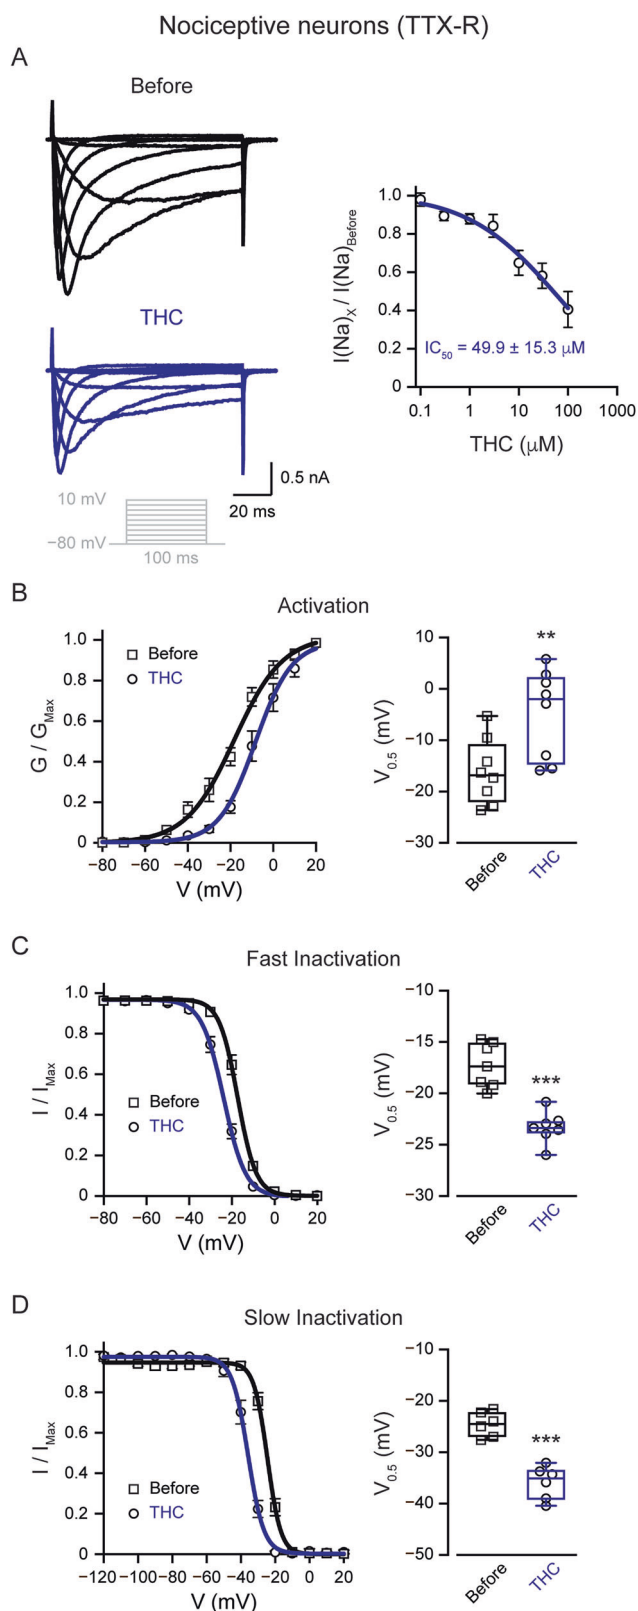 Nociceptive neurons (TTX-R)
A
Before
THC
0.5 nA
20 ms
10 mV
−80 mV
100 ms
I(Na)X / I(Na)Before
1.0
0.8
0.6
0.4
0.2
0
IC50 = 49.9 ± 15.3 µM
0.1 1 10 100 1000
THC (µM)
B
Activation
G / GMax
1.0
0.8
0.6
0.4
0.2
0
Before
THC
−80 −60 −40 −20 0 20
V (mV)
V0.5 (mV)
10
0
−10
−20
−30
**
Before
THC
C
Fast Inactivation
I / IMax
1.0
0.8
0.6
0.4
0.2
0
Before
THC
−80 −60 −40 −20 0 20
V (mV)
V0.5 (mV)
−10
−15
−20
−25
−30
***
Before
THC
D
Slow Inactivation
I / IMax
1.0
0.8
0.6
0.4
0.2
0
Before
THC
−120 −100 −80 −60 −40 −20 0 20
V (mV)
V0.5 (mV)
−10
−20
−30
−40
−50
***
Before
THC